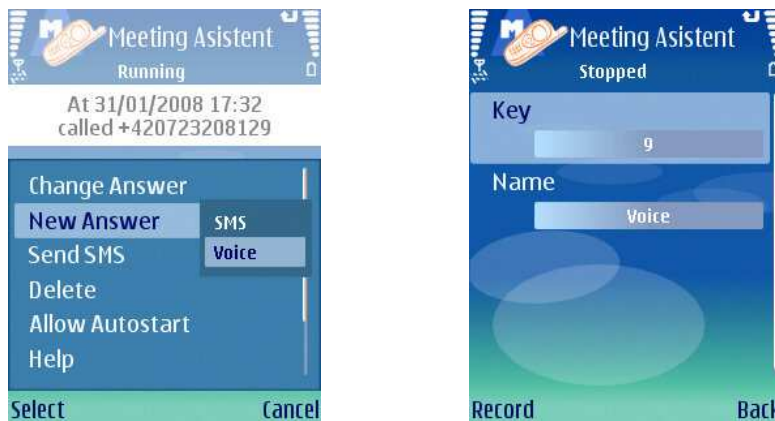 Meeting Asistent
Running
At 31/01/2008 17:32
called +420723208129
Change Answer
New Answer
SMS
Voice
Send SMS
Delete
Allow Autostart
Help
Select Cancel
Meeting Asistent
Stopped
Key
9
Name
Voice
Record Back